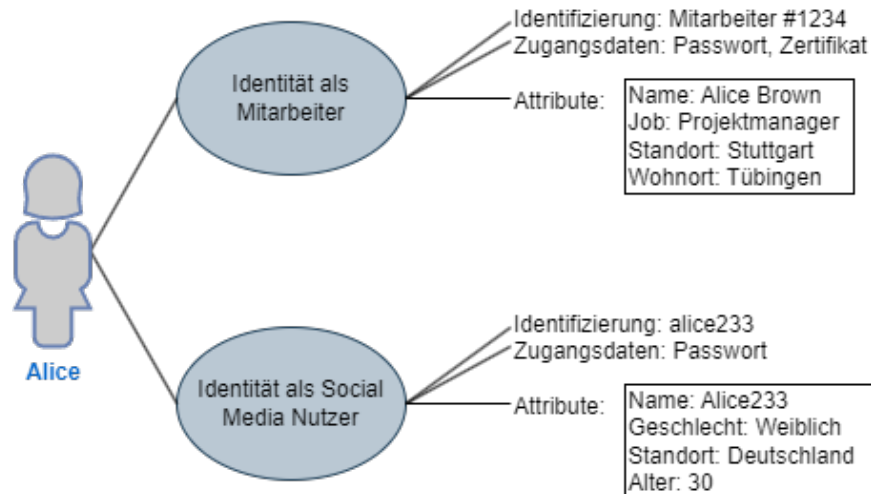 Identifizierung: Mitarbeiter #1234
Zugangsdaten: Passwort, Zertifikat
Identität als
Mitarbeiter
Attribute:
Name: Alice Brown
Job: Projektmanager
Standort: Stuttgart
Wohnort: Tübingen
Alice
Identifizierung: alice233
Zugangsdaten: Passwort
Identität als Social
Media Nutzer
Attribute:
Name: Alice233
Geschlecht: Weiblich
Standort: Deutschland
Alter: 30